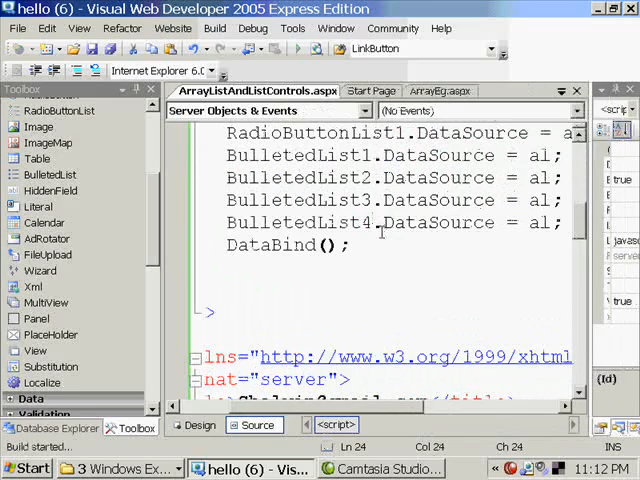 hello (6) - Visual Web Developer 2005 Express Edition
File Edit View Refactor Website Build Debug Tools Window Community Help
LinkButton
Internet Explorer 6.0
Toolbox
ArrayListAndListControls.aspx Start Page ArrayEg.aspx
Server Objects & Events (No Events)
RadioButtonList
Image
ImageMap
Table
BulletedList
HiddenField
Literal
Calendar
AdRotator
FileUpload
Wizard
Xml
MultiView
Panel
PlaceHolder
View
Substitution
Localize
Data
Validation
RadioButtonList1.DataSource = a
BulletedList1.DataSource = al;
BulletedList2.DataSource = al;
BulletedList3.DataSource = al;
BulletedList4.DataSource = al;
DataBind();
>
lns="http://www.w3.org/1999/xhtml
nat="server">
</title>
<script
true
true
{Id}
Design Source <script>
Database Explorer Toolbox
Build started... Ln 24 Col 24 Ch 24 INS
Start 3 Windows Ex... hello (6) - Vis... Camtasia Studio... « 11:12 PM